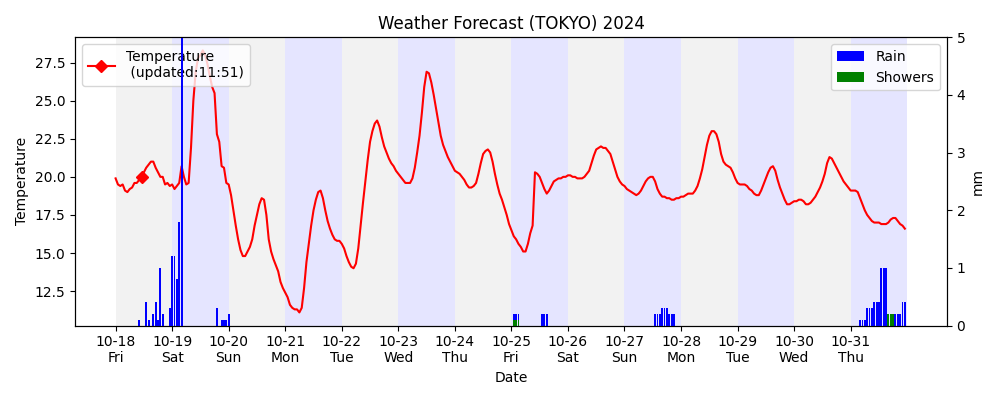 Weather Forecast (TOKYO) 2024
Temperature
(updated:11:51)
Rain
Showers
Temperature
27.5
25.0
22.5
20.0
17.5
15.0
12.5
5
4
3
2
1
0
mm
10-18 10-19 10-20 10-21 10-22 10-23 10-24 10-25 10-26 10-27 10-28 10-29 10-30 10-31
Fri Sat Sun Mon Tue Wed Thu Fri Sat Sun Mon Tue Wed Thu
Date